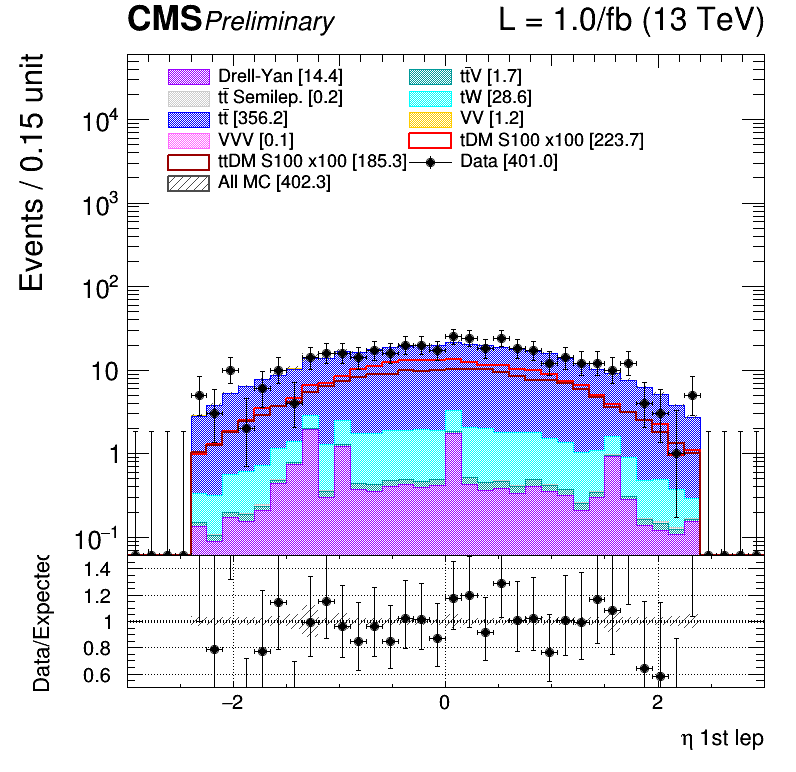 CMS Preliminary L = 1.0/fb (13 TeV)
Events / 0.15 unit
Drell-Yan [14.4] tt̄V [1.7]
tt̄ Semilep. [0.2] tW [28.6]
tt̄ [356.2] VV [1.2]
VVV [0.1] tDM S100 x100 [223.7]
ttDM S100 x100 [185.3] Data [401.0]
All MC [402.3]
10⁴
10³
10²
10
1
10⁻¹
Data/Expected
1.4
1.2
1
0.8
0.6
−2 0 2
η 1st lep